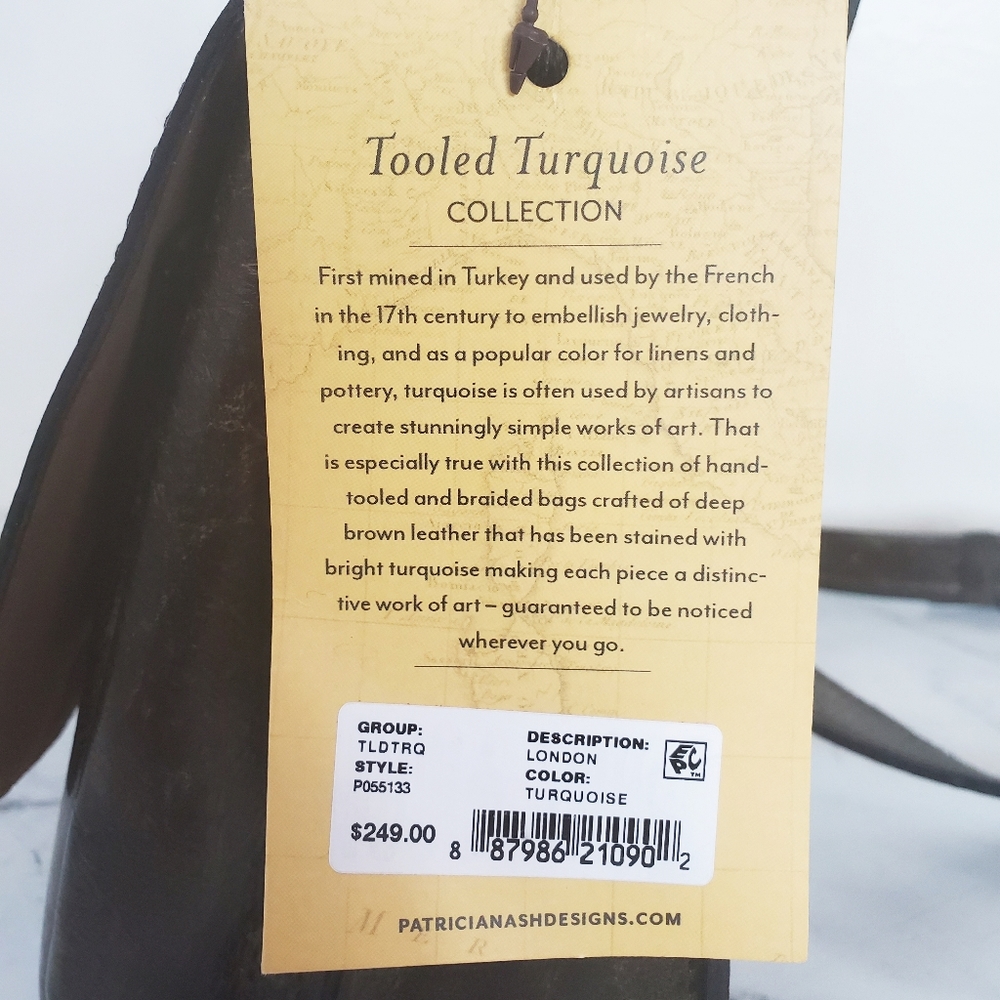 Tooled Turquoise
COLLECTION
First mined in Turkey and used by the French
in the 17th century to embellish jewelry, cloth-
ing, and as a popular color for linens and
pottery, turquoise is often used by artisans to
create stunningly simple works of art. That
is especially true with this collection of hand-
tooled and braided bags crafted of deep
brown leather that has been stained with
bright turquoise making each piece a distinc-
tive work of art – guaranteed to be noticed
wherever you go.
GROUP:
TLDTRQ
STYLE:
P055133
$249.00
DESCRIPTION:
LONDON
COLOR:
TURQUOISE
EPC™
8 87986 21090 2
PATRICIANASHDESIGNS.COM